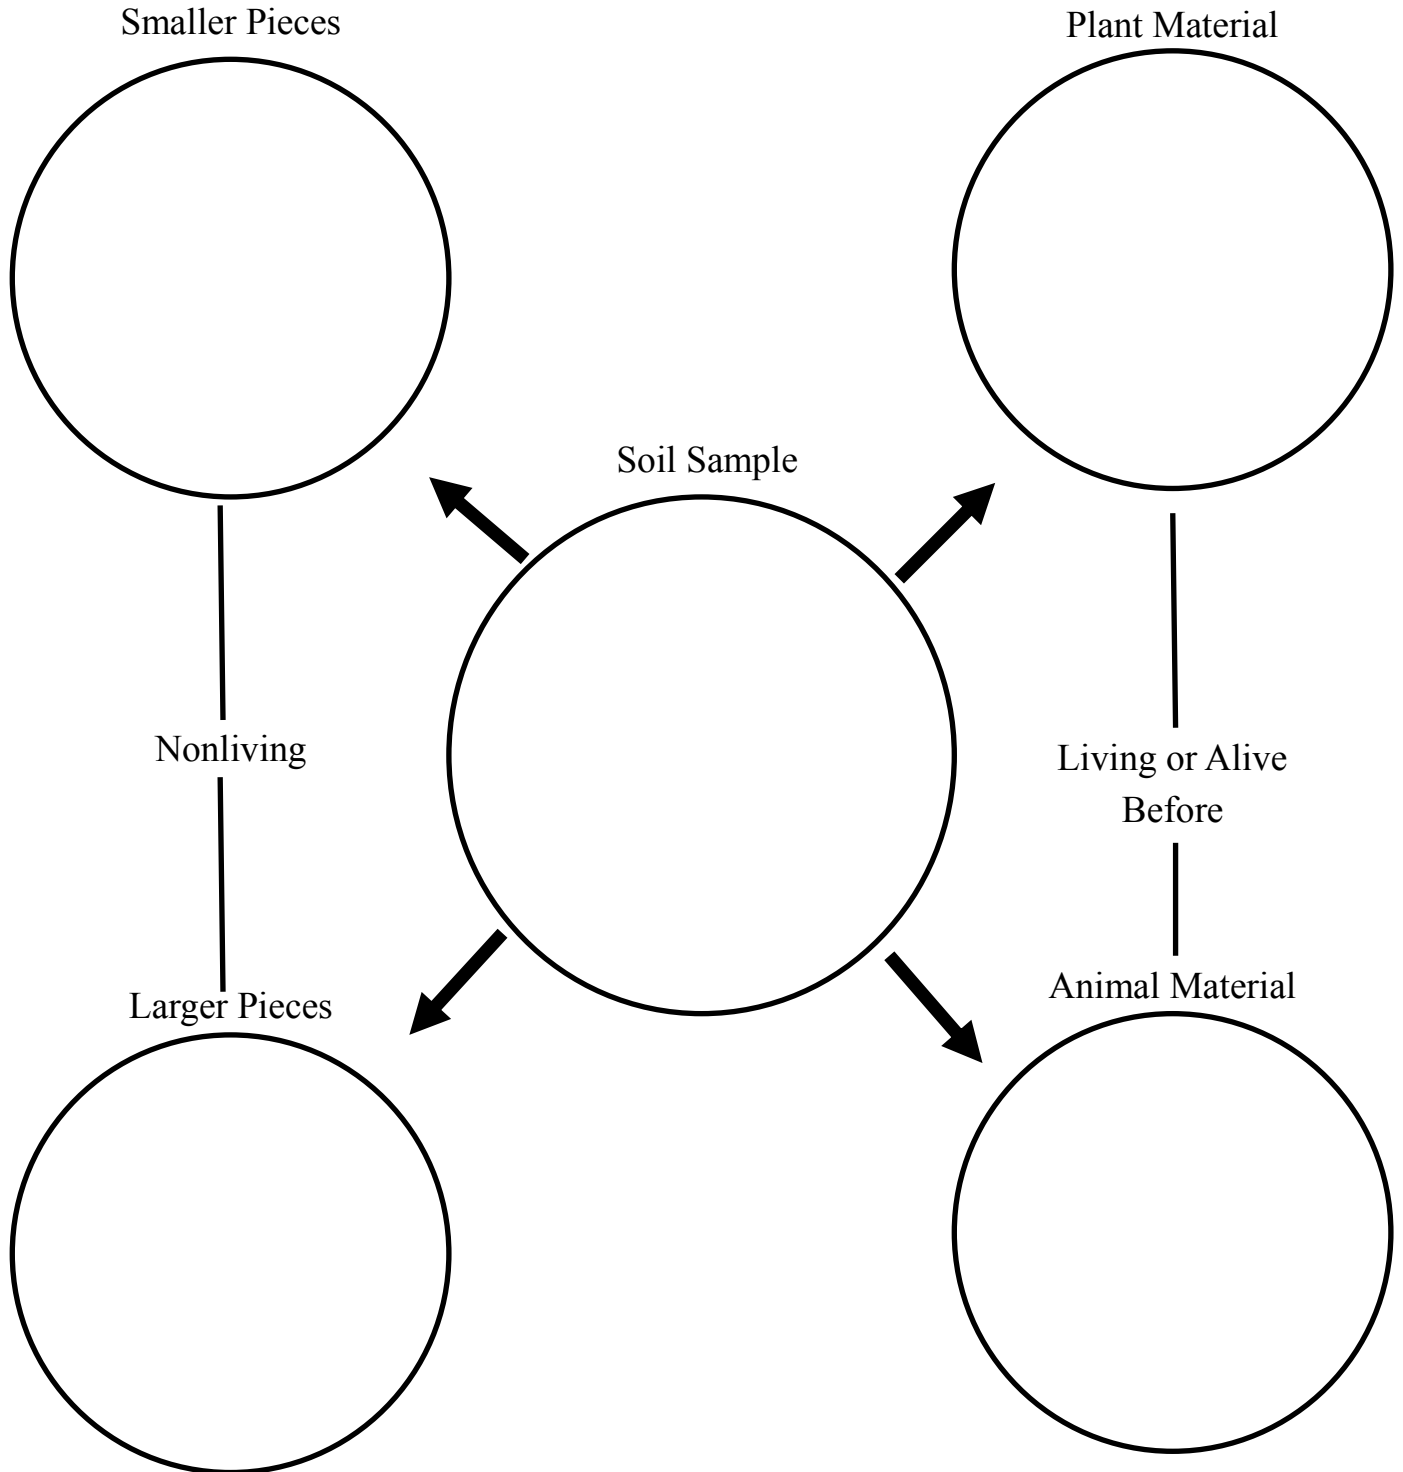 Smaller Pieces
Plant Material
Soil Sample
Nonliving
Living or Alive
Before
Larger Pieces
Animal Material